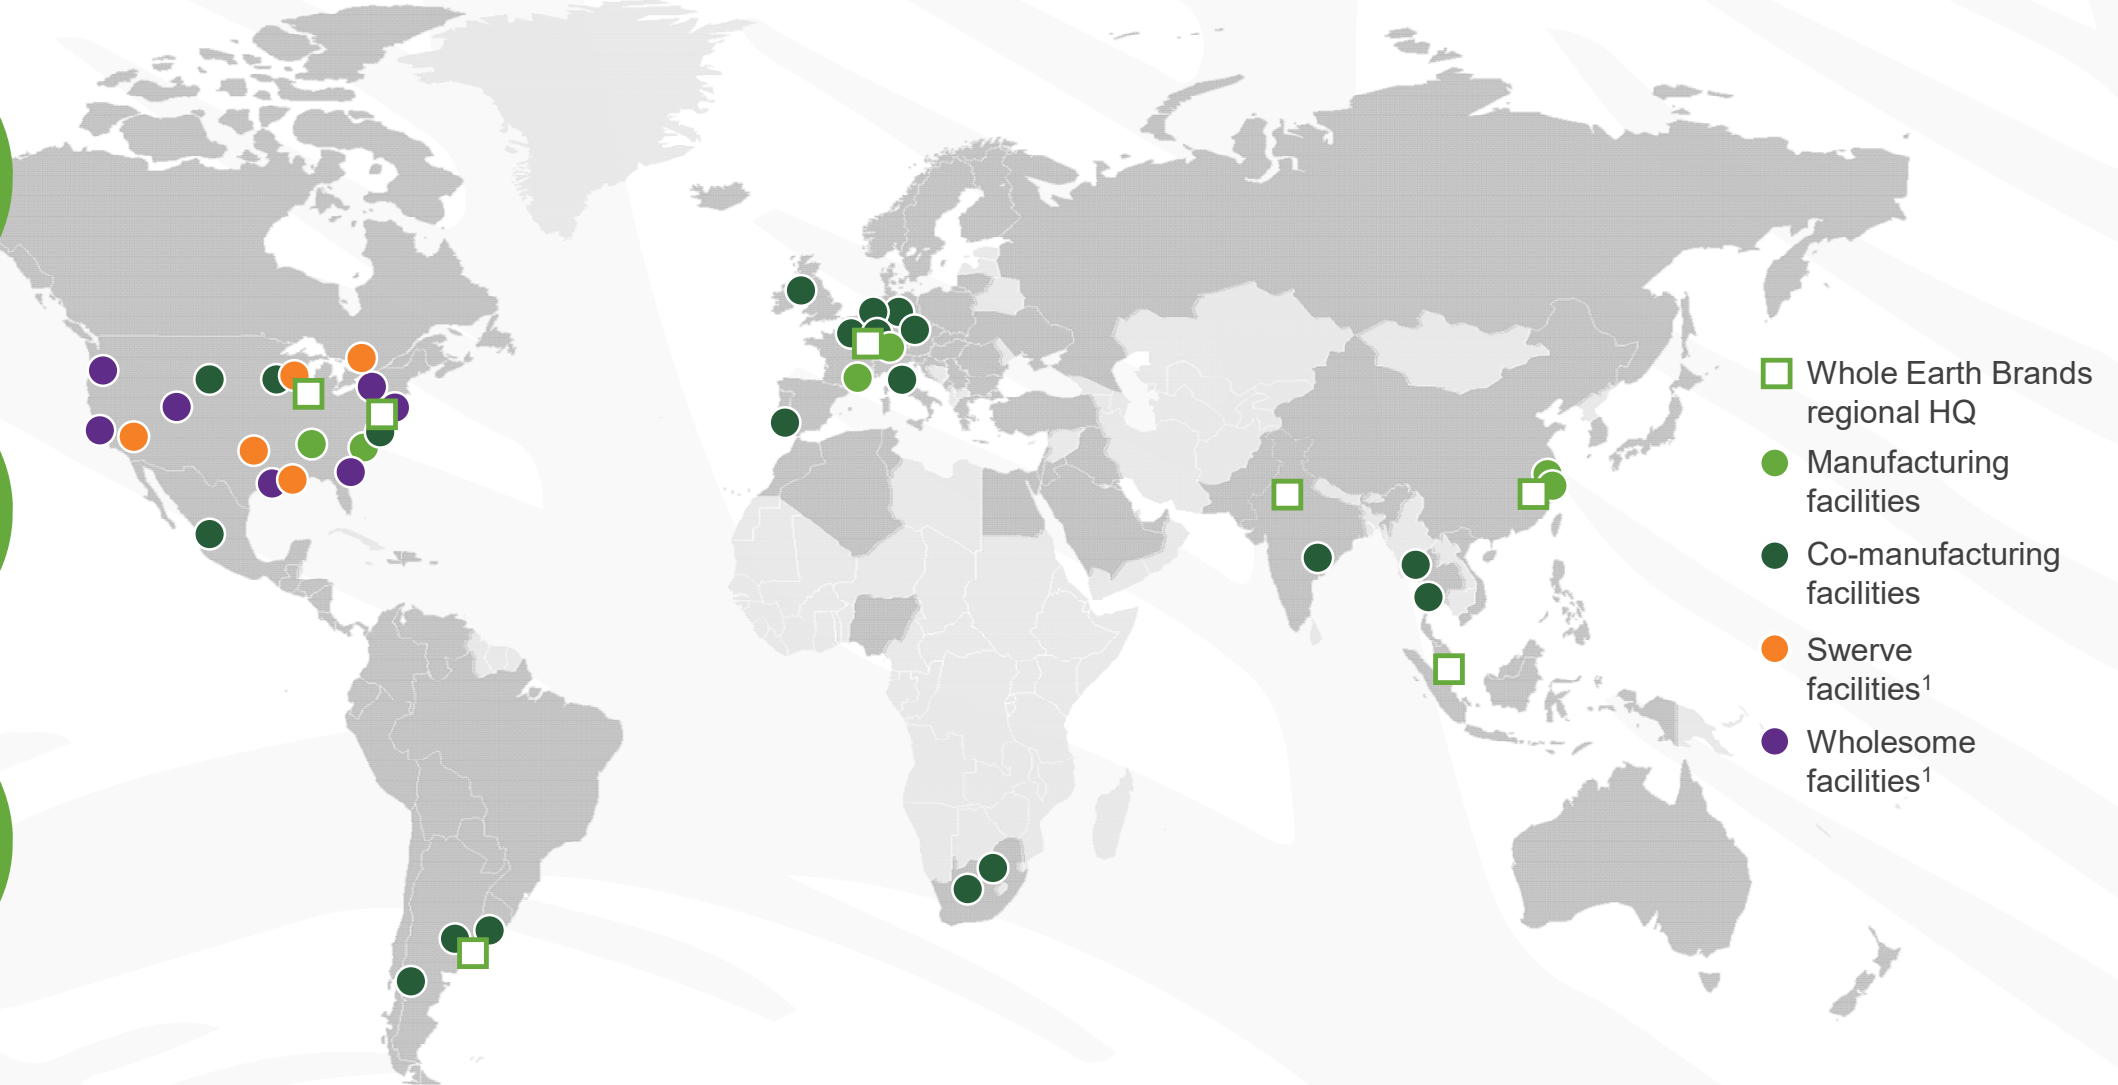 Whole Earth Brands
regional HQ
Manufacturing
facilities
Co-manufacturing
facilities
Swerve
facilities¹
Wholesome
facilities¹